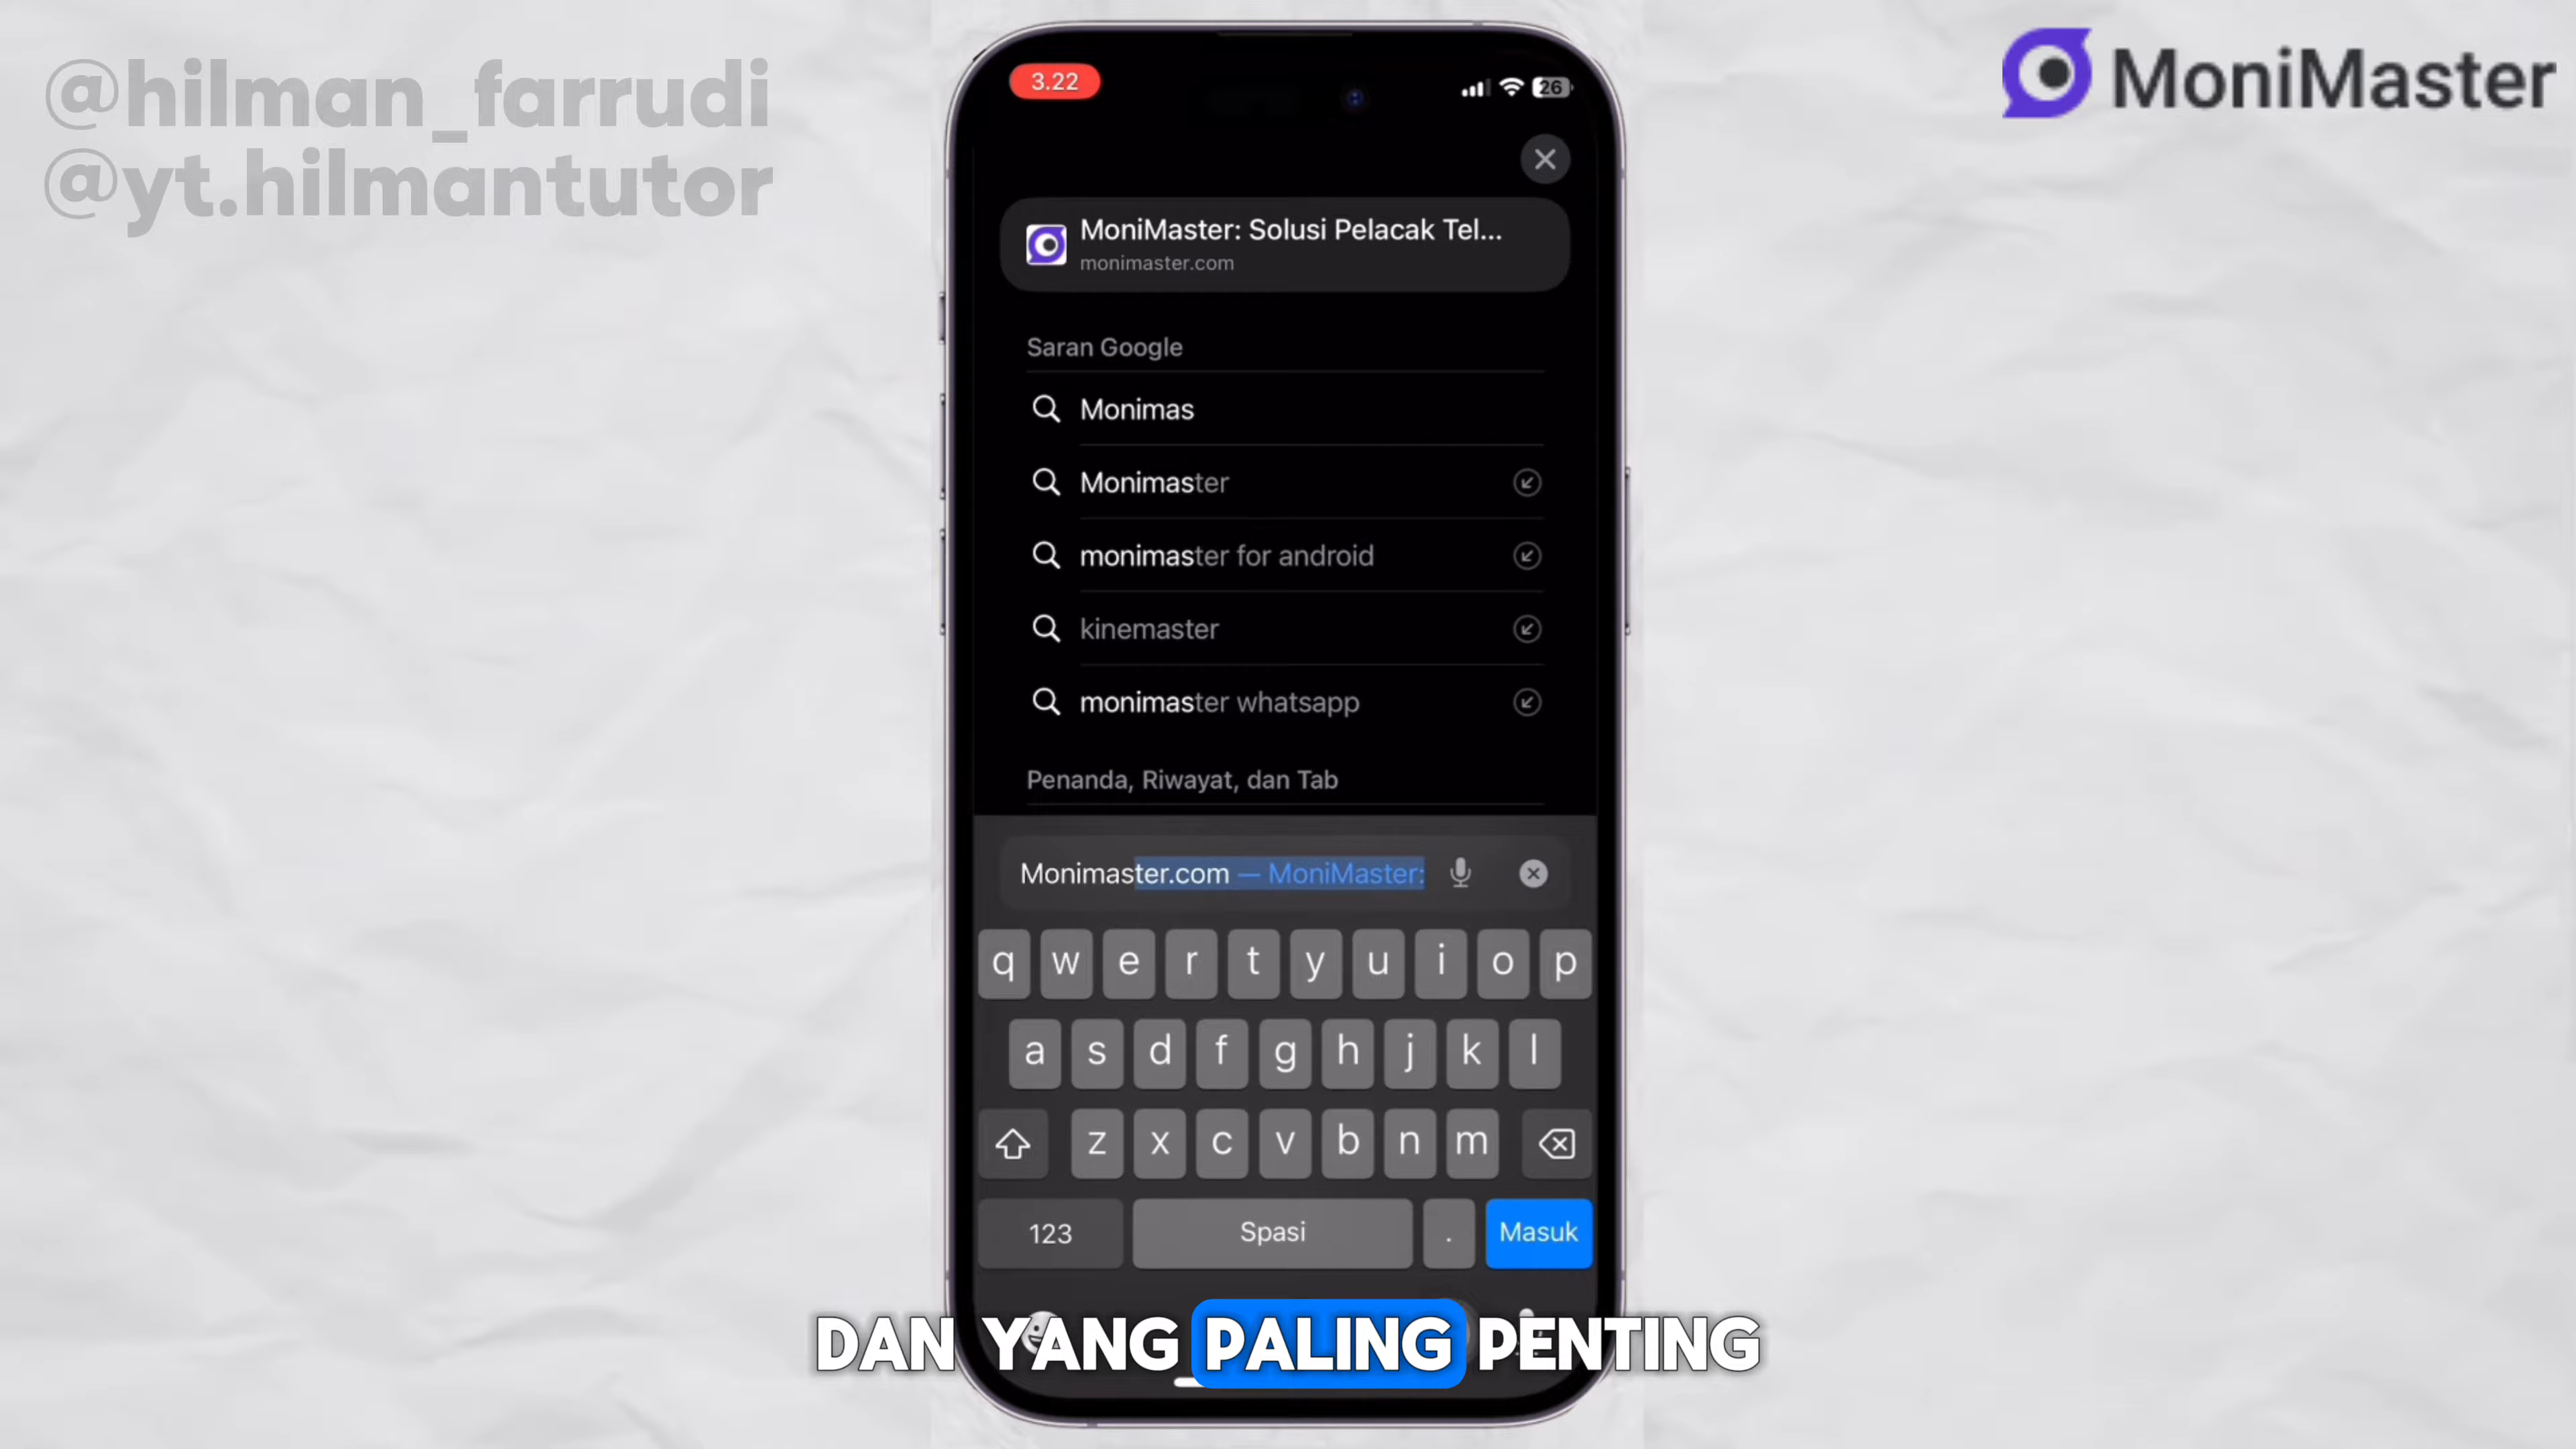 @hilman_farrudi
@yt.hilmantutor
MoniMaster
3.22
26
MoniMaster: Solusi Pelacak Tel...
monimaster.com
Saran Google
Monimas
Monimaster
monimaster for android
kinemaster
monimaster whatsapp
Penanda, Riwayat, dan Tab
Monimaster.com — MoniMaster:
q w e r t y u i o p
a s d f g h j k l
z x c v b n m
123 Spasi . Masuk
DAN YANG PALING PENTING